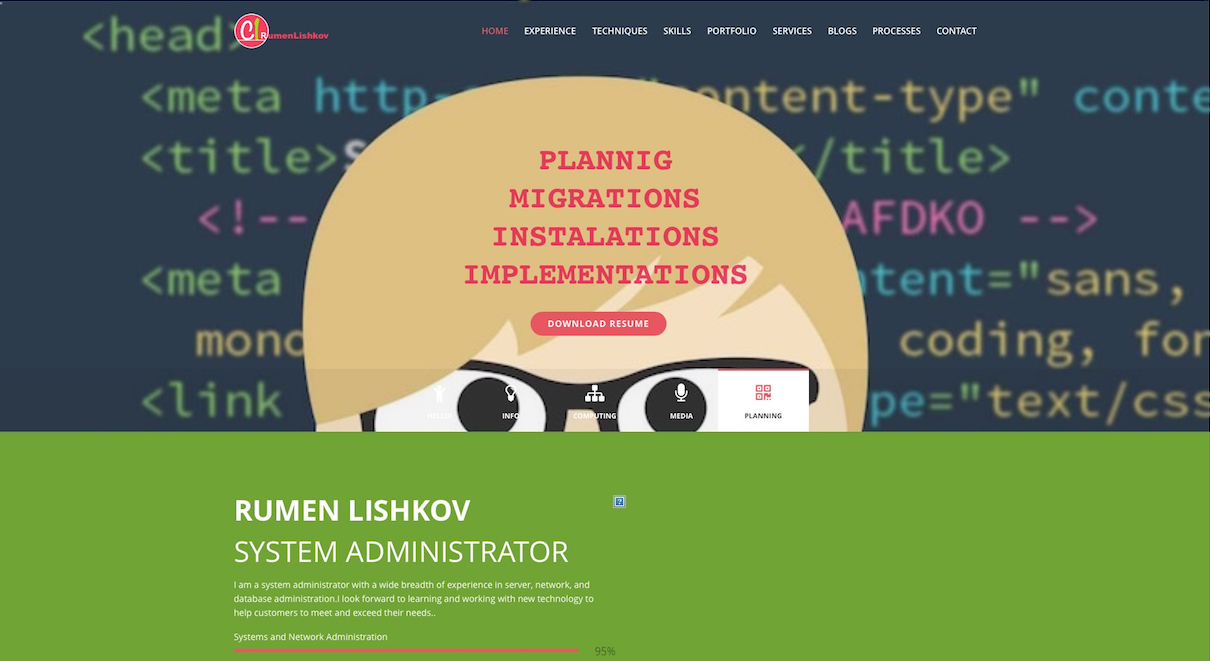 <head>
RumenLishkov
HOME EXPERIENCE TECHNIQUES SKILLS PORTFOLIO SERVICES BLOGS PROCESSES CONTACT
<meta http- content-type" conte
<title>S </title>
PLANNIG
MIGRATIONS
<!-- AFDKO -->
INSTALATIONS
<meta ntent="sans,
IMPLEMENTATIONS
DOWNLOAD RESUME
mono coding, for
<link pe="text/css
HELLO INFO COMPUTING MEDIA PLANNING
RUMEN LISHKOV
SYSTEM ADMINISTRATOR
I am a system administrator with a wide breadth of experience in server, network, and
database administration.I look forward to learning and working with new technology to
help customers to meet and exceed their needs..
Systems and Network Administration
95%